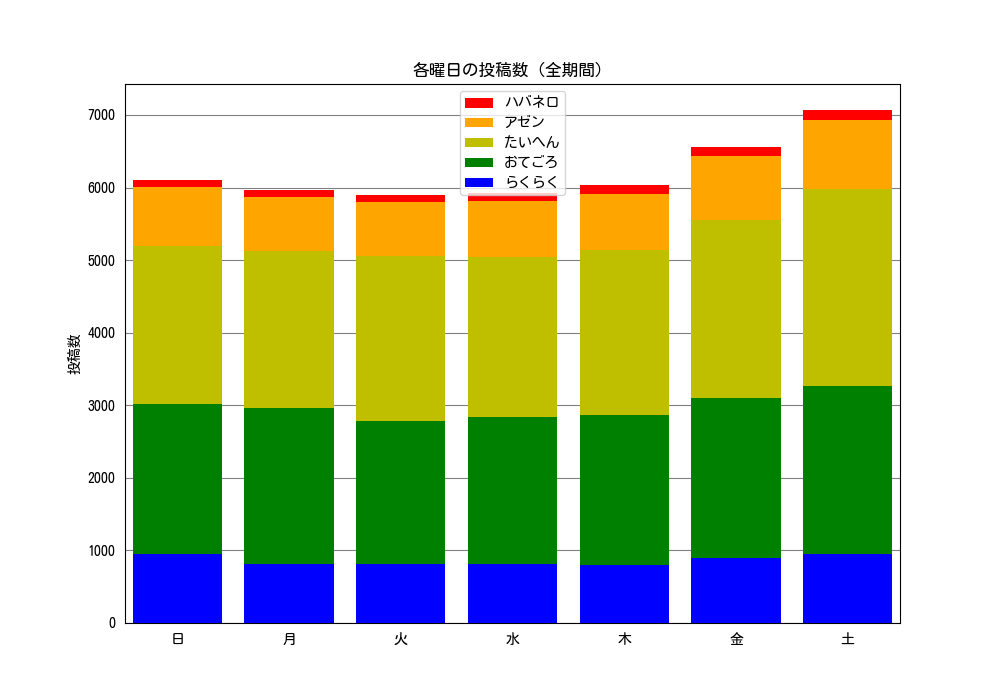 各曜日の投稿数（全期間）
ハバネロ
アゼン
たいへん
おてごろ
らくらく
投稿数
7000
6000
5000
4000
3000
2000
1000
0
日 月 火 水 木 金 土